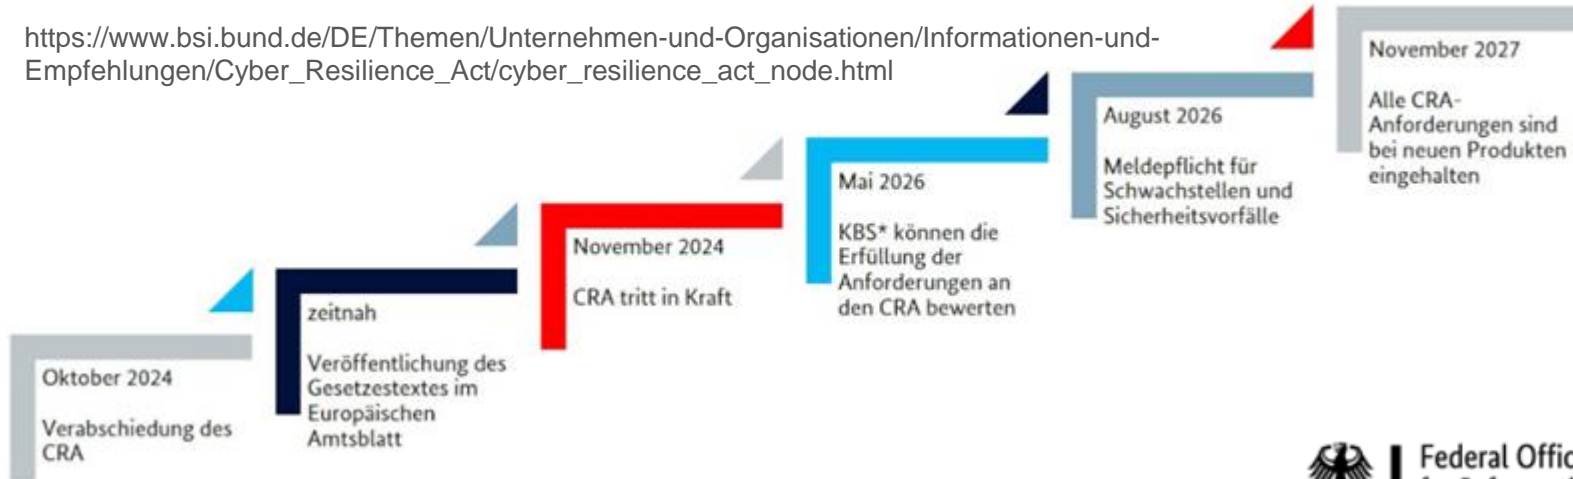 https://www.bsi.bund.de/DE/Themen/Unternehmen-und-Organisationen/Informationen-und-
Empfehlungen/Cyber_Resilience_Act/cyber_resilience_act_node.html
Oktober 2024
Verabschiedung des
CRA
zeitnah
Veröffentlichung des
Gesetzestextes im
Europäischen
Amtsblatt
November 2024
CRA tritt in Kraft
Mai 2026
KBS* können die
Erfüllung der
Anforderungen an
den CRA bewerten
August 2026
Meldepflicht für
Schwachstellen und
Sicherheitsvorfälle
November 2027
Alle CRA-
Anforderungen sind
bei neuen Produkten
eingehalten
Federal Offic